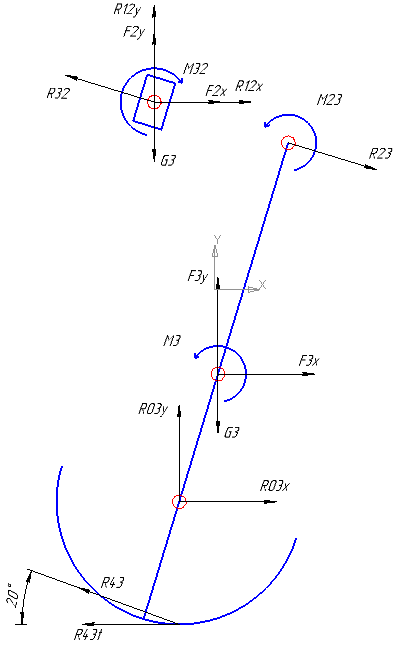 R12y
F2y
M32
R32
F2x
R12x
M23
G3
R23
Y
F3y
X
M3
F3x
R03y
G3
R03x
R43
20°
R43t